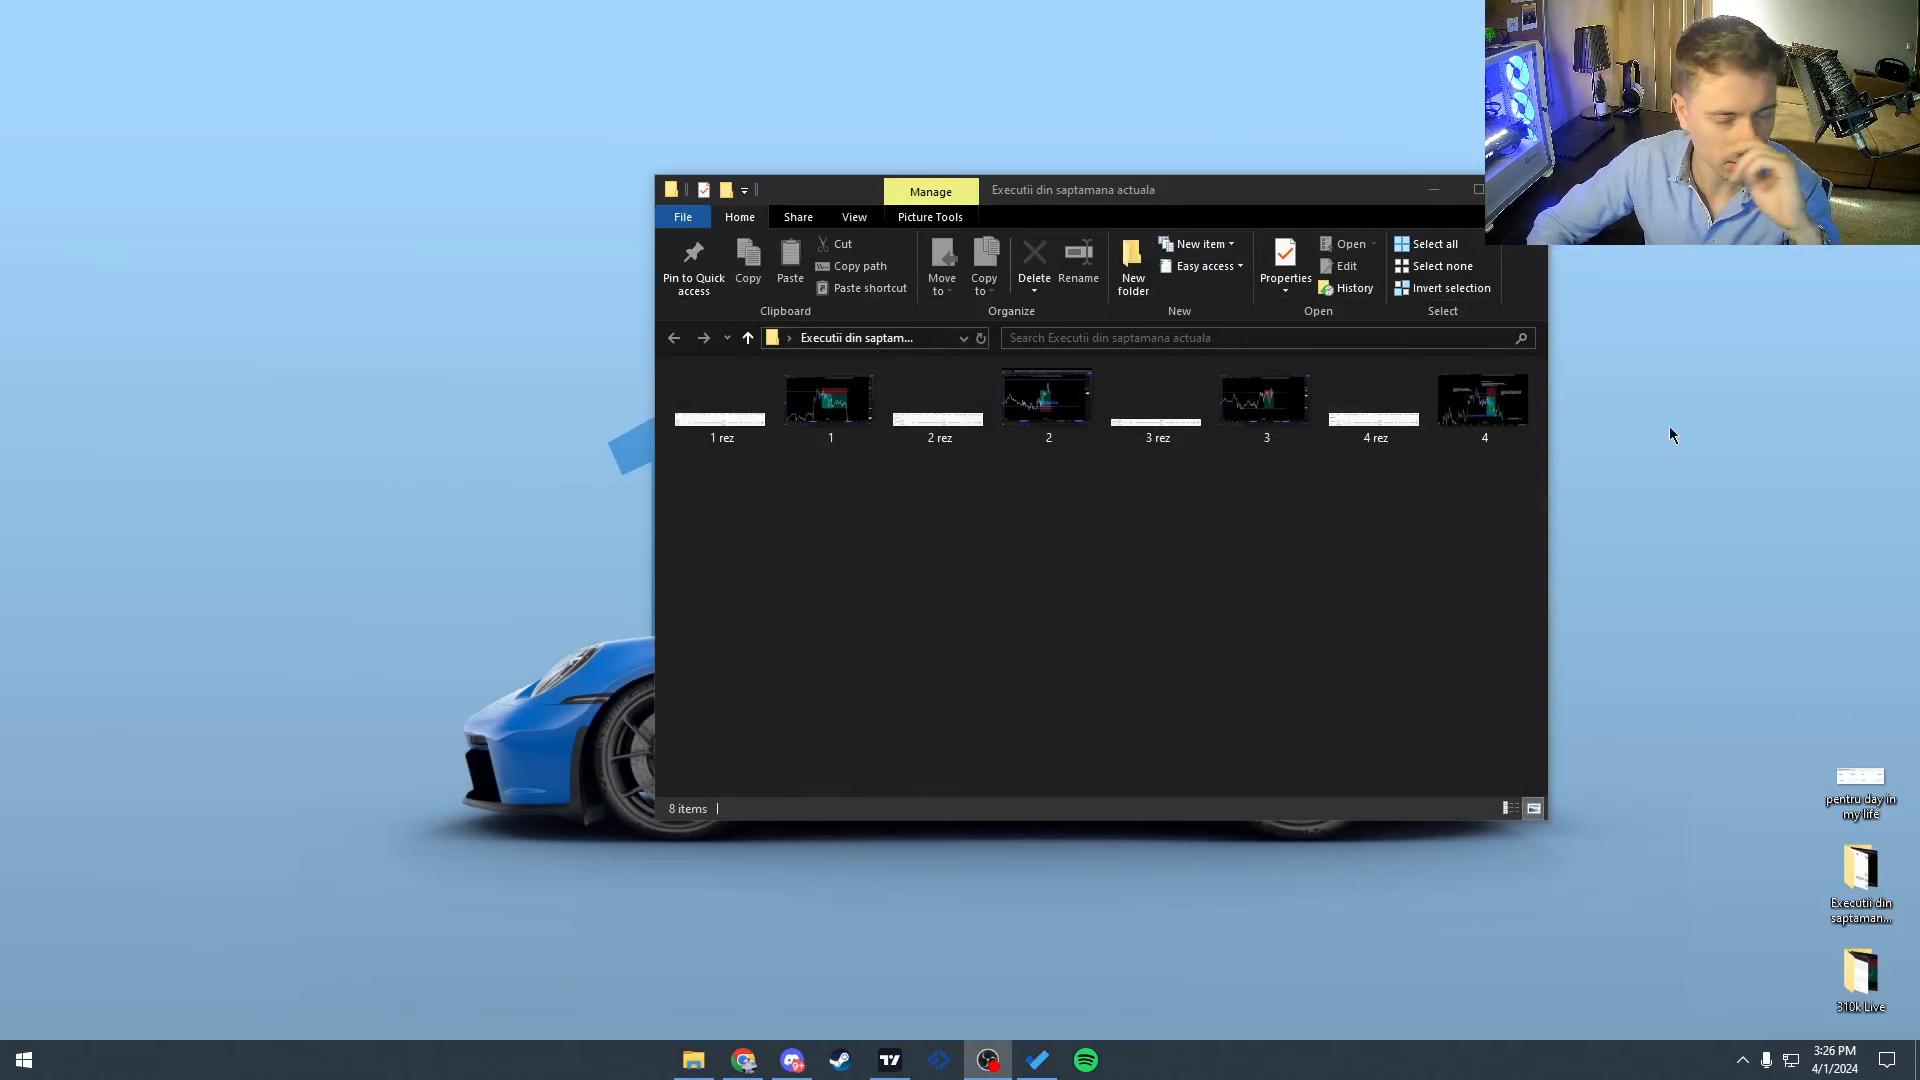 Manage
Executii din saptamana actuala
File
Home
Share
View
Picture Tools
Pin to Quick access
Copy
Paste
Cut
Copy path
Paste shortcut
Clipboard
Move to
Copy to
Delete
Rename
Organize
New folder
New item
Easy access
New
Properties
Open
Edit
History
Open
Select all
Select none
Invert selection
Select
Executii din saptam...
Search Executii din saptamana actuala
1 rez
1
2 rez
2
3 rez
3
4 rez
4
8 items
pentru day in
my life
Executii din
saptaman...
310k Live
3:26 PM
4/1/2024